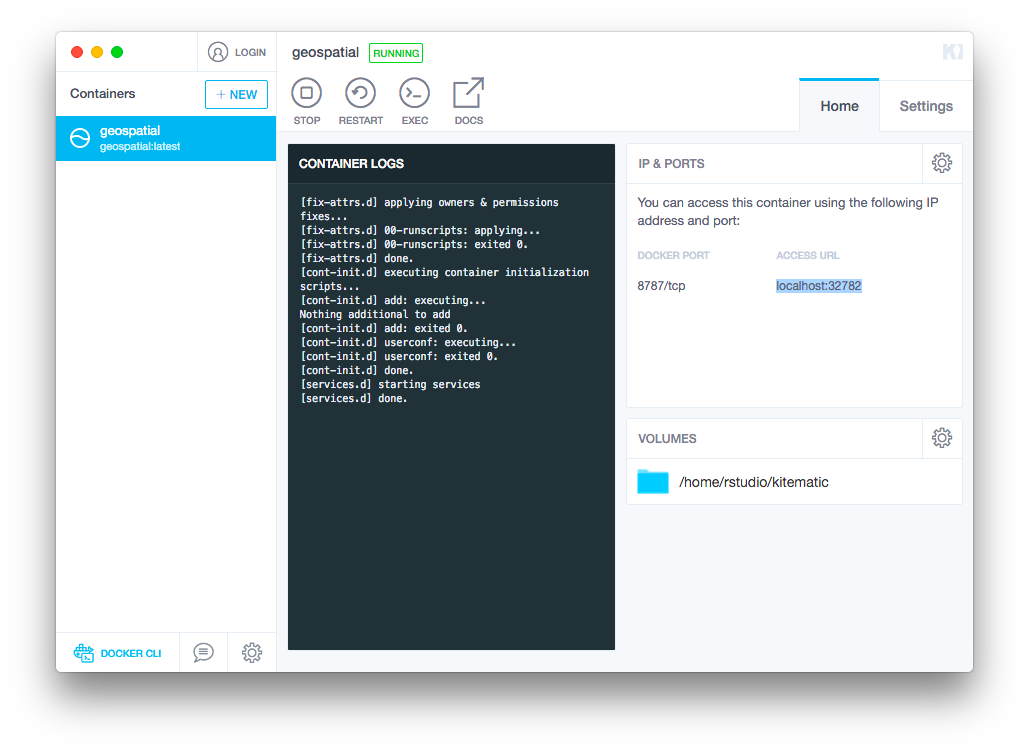 LOGIN
geospatial RUNNING
Containers
+ NEW
STOP RESTART EXEC DOCS
Home Settings
geospatial
geospatial:latest
CONTAINER LOGS
[fix-attrs.d] applying owners & permissions
fixes...
[fix-attrs.d] 00-runscripts: applying...
[fix-attrs.d] 00-runscripts: exited 0.
[fix-attrs.d] done.
[cont-init.d] executing container initialization
scripts...
[cont-init.d] add: executing...
Nothing additional to add
[cont-init.d] add: exited 0.
[cont-init.d] userconf: executing...
[cont-init.d] userconf: exited 0.
[cont-init.d] done.
[services.d] starting services
[services.d] done.
IP & PORTS
You can access this container using the following IP
address and port:
DOCKER PORT ACCESS URL
8787/tcp localhost:32782
VOLUMES
/home/rstudio/kitematic
DOCKER CLI